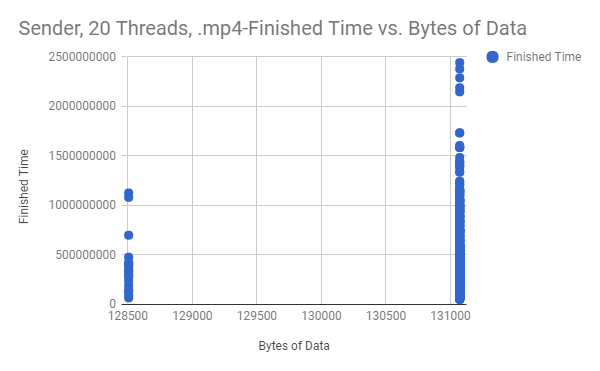 Sender, 20 Threads, .mp4-Finished Time vs. Bytes of Data
2500000000
2000000000
1500000000
1000000000
500000000
0
Finished Time
128500 129000 129500 130000 130500 131000
Bytes of Data
Finished Time